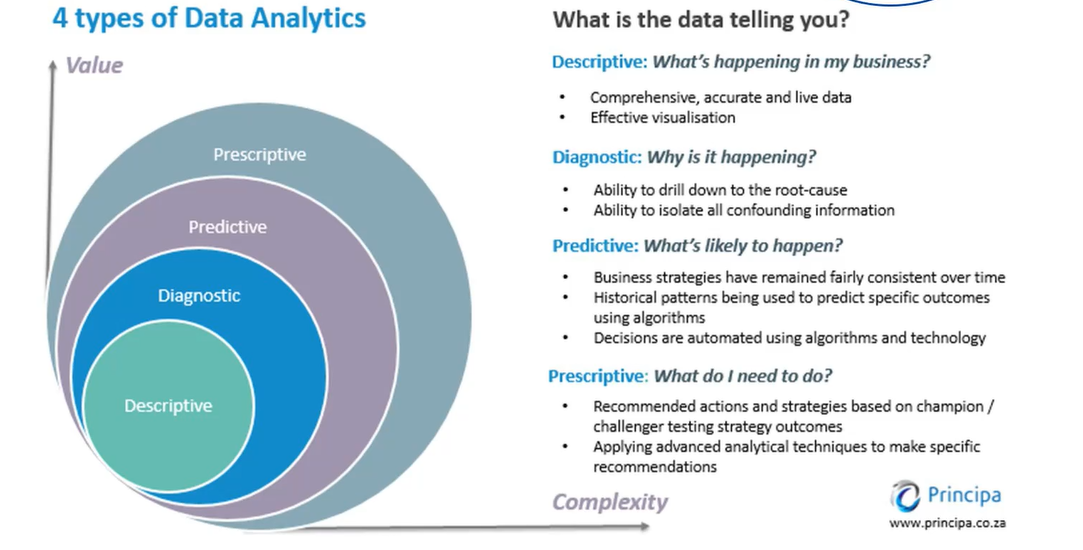 4 types of Data Analytics
Value
Prescriptive
Predictive
Diagnostic
Descriptive
What is the data telling you?
Descriptive: What's happening in my business?
• Comprehensive, accurate and live data
• Effective visualisation
Diagnostic: Why is it happening?
• Ability to drill down to the root-cause
• Ability to isolate all confounding information
Predictive: What's likely to happen?
• Business strategies have remained fairly consistent over time
• Historical patterns being used to predict specific outcomes
using algorithms
• Decisions are automated using algorithms and technology
Prescriptive: What do I need to do?
• Recommended actions and strategies based on champion /
challenger testing strategy outcomes
• Applying advanced analytical techniques to make specific
recommendations
Complexity
Principa
www.principa.co.za